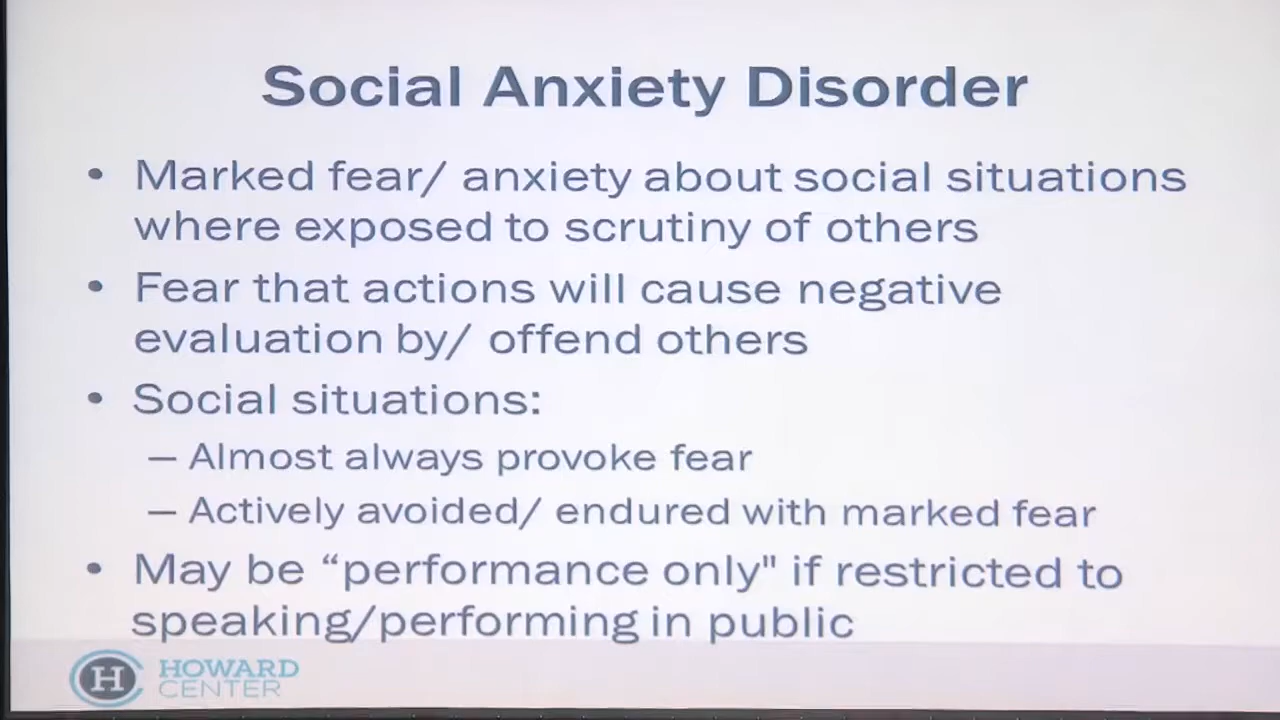 Social Anxiety Disorder
• Marked fear/ anxiety about social situations
where exposed to scrutiny of others
• Fear that actions will cause negative
evaluation by/ offend others
• Social situations:
– Almost always provoke fear
– Actively avoided/ endured with marked fear
• May be “performance only" if restricted to
speaking/performing in public
H HOWARD
CENTER